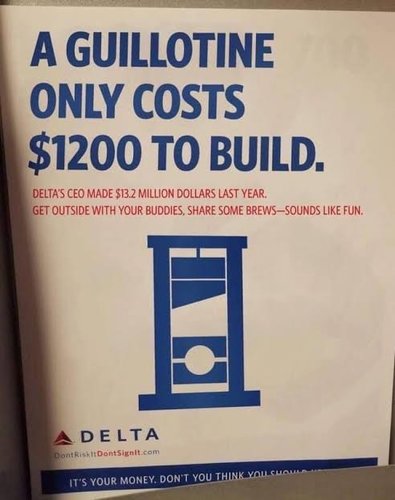 A GUILLOTINE
ONLY COSTS
$1200 TO BUILD.
DELTA'S CEO MADE $13.2 MILLION DOLLARS LAST YEAR.
GET OUTSIDE WITH YOUR BUDDIES, SHARE SOME BREWS—SOUNDS LIKE FUN.
DELTA
DontRiskItDontSignIt.com
IT'S YOUR MONEY. DON'T YOU THINK YOU SHOULD